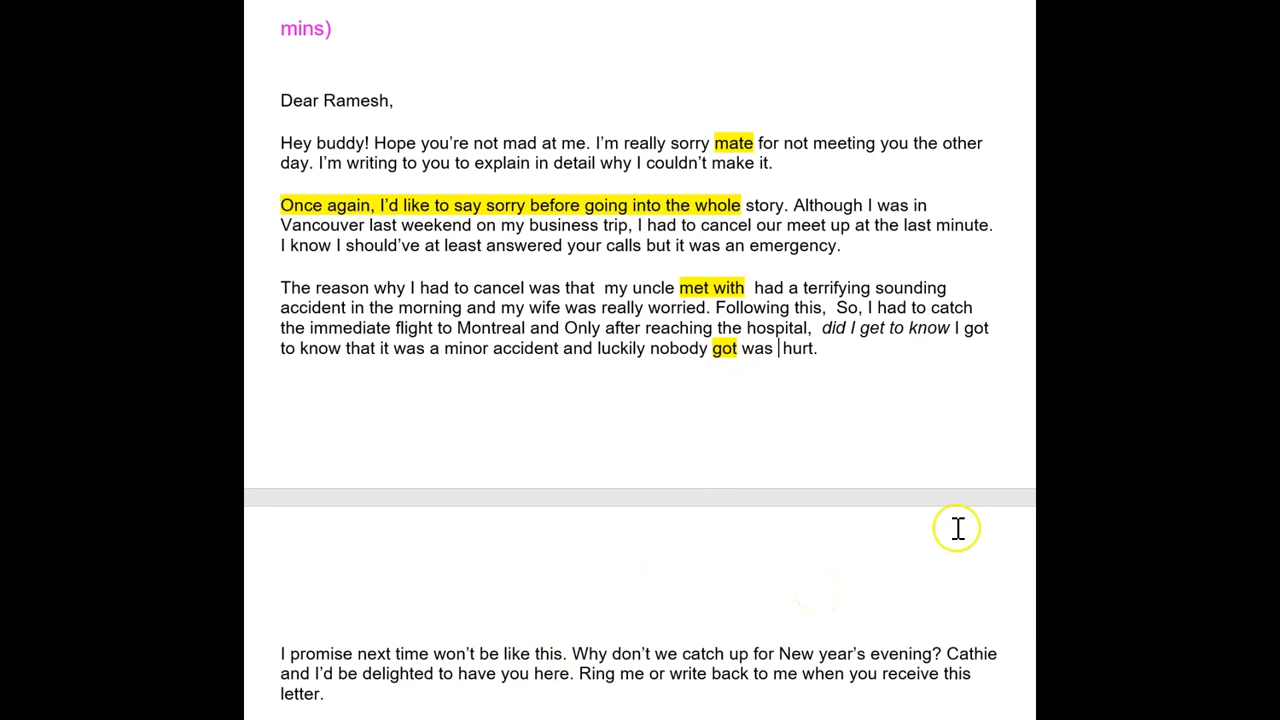 mins)
Dear Ramesh,
Hey buddy! Hope you’re not mad at me. I’m really sorry mate for not meeting you the other
day. I’m writing to you to explain in detail why I couldn’t make it.
Once again, I’d like to say sorry before going into the whole story. Although I was in
Vancouver last weekend on my business trip, I had to cancel our meet up at the last minute.
I know I should’ve at least answered your calls but it was an emergency.
The reason why I had to cancel was that  my uncle met with  had a terrifying sounding
accident in the morning and my wife was really worried. Following this,  So, I had to catch
the immediate flight to Montreal and Only after reaching the hospital,  did I get to know I got
to know that it was a minor accident and luckily nobody got was hurt.
I promise next time won’t be like this. Why don’t we catch up for New year’s evening? Cathie
and I’d be delighted to have you here. Ring me or write back to me when you receive this
letter.